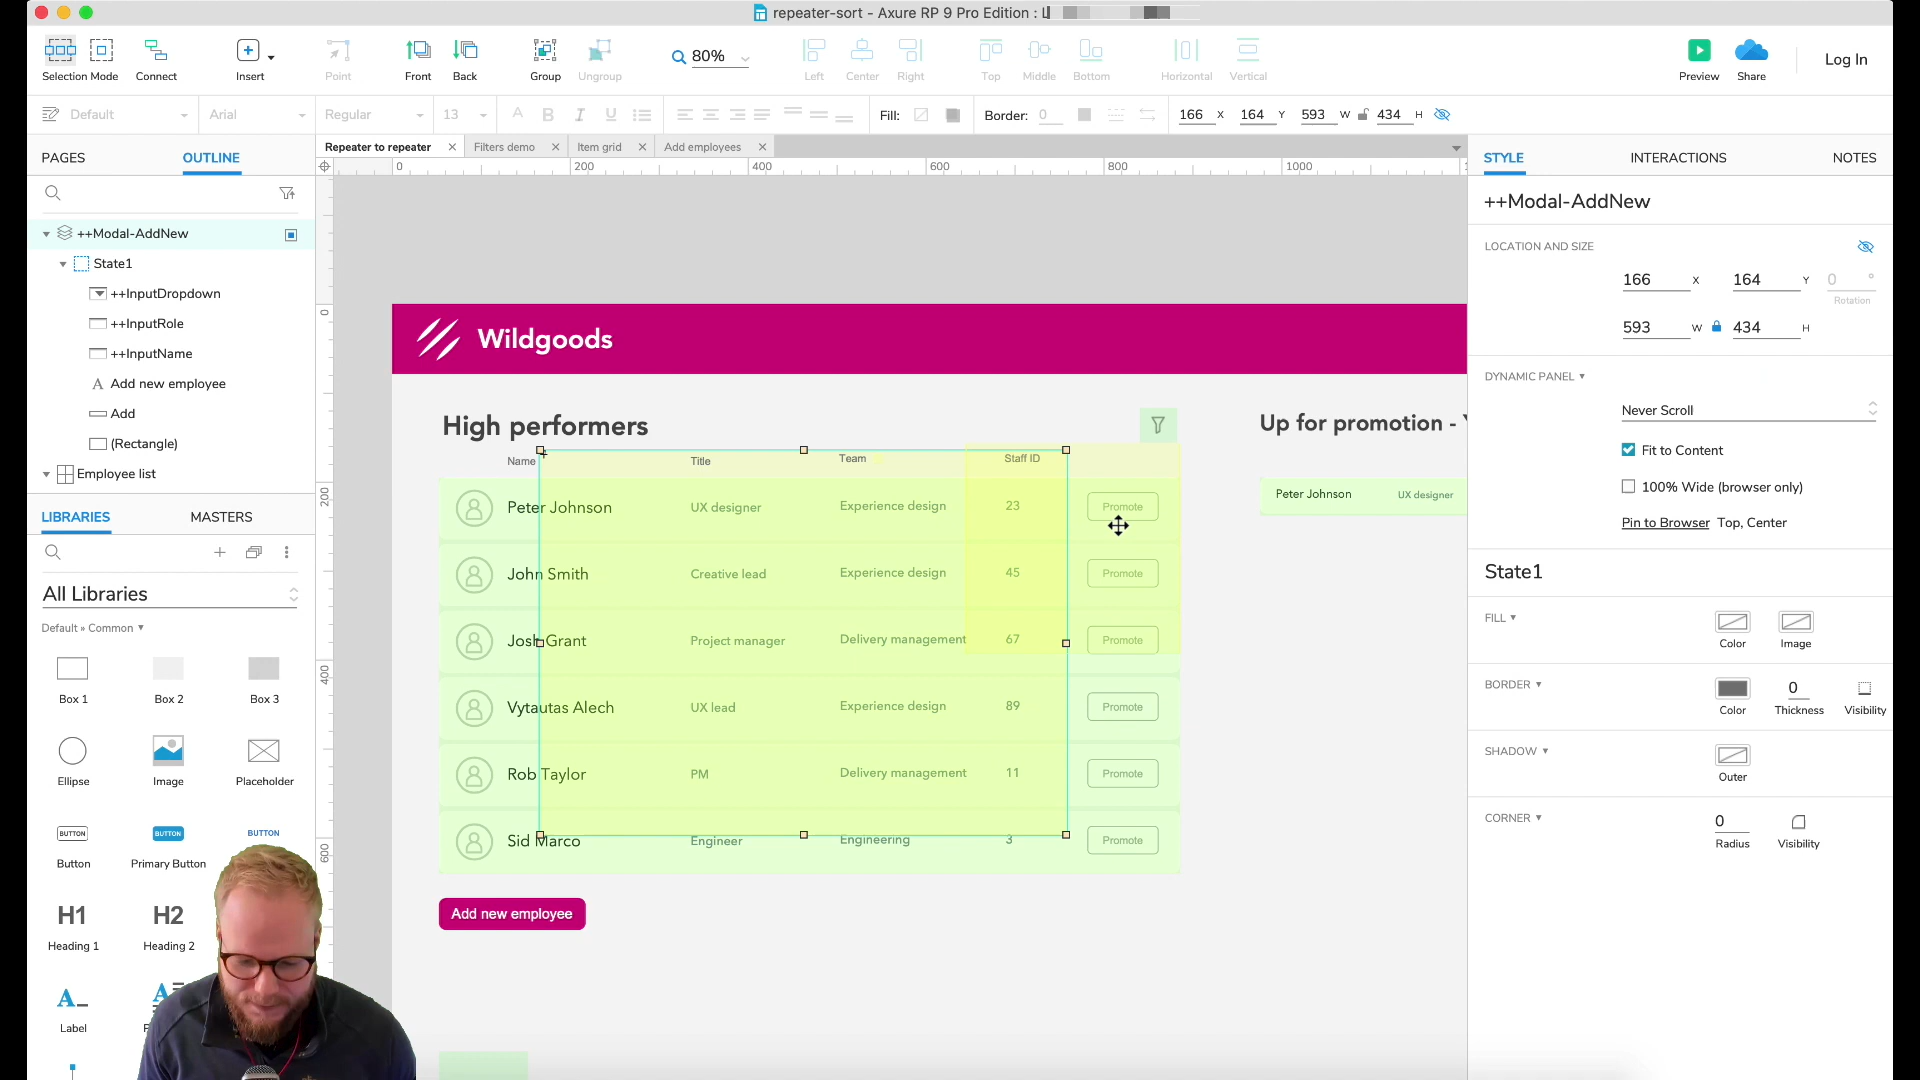 repeater-sort - Axure RP 9 Pro Edition : L
Selection Mode
Connect
Insert
Point
Front
Back
Group
Ungroup
80%
Left
Center
Right
Top
Middle
Bottom
Horizontal
Vertical
Preview
Share
Log In
Default
Arial
Regular
13
Fill:
Border: 0
166 X 164 Y 593 W 434 H
PAGES
OUTLINE
Repeater to repeater
Filters demo
Item grid
Add employees
0 200 400 600 800 1000
++Modal-AddNew
State1
++InputDropdown
++InputRole
++InputName
Add new employee
Add
(Rectangle)
Employee list
LIBRARIES
MASTERS
All Libraries
Default » Common
Box 1
Box 2
Box 3
Ellipse
Image
Placeholder
BUTTON
BUTTON
BUTTON
Button
Primary Button
H1
H2
Heading 1
Heading 2
A
A
Label
0
200
400
600
Wildgoods
High performers
Name Title Team Staff ID
Peter Johnson UX designer Experience design 23 Promote
John Smith Creative lead Experience design 45 Promote
Josh Grant Project manager Delivery management 67 Promote
Vytautas Alech UX lead Experience design 89 Promote
Rob Taylor PM Delivery management 11 Promote
Sid Marco Engineer Engineering 3 Promote
Add new employee
Up for promotion -
Peter Johnson UX designer
STYLE
INTERACTIONS
NOTES
++Modal-AddNew
LOCATION AND SIZE
166 X 164 Y 0 °
Rotation
593 W 434 H
DYNAMIC PANEL
Never Scroll
Fit to Content
100% Wide (browser only)
Pin to Browser Top, Center
State1
FILL
Color Image
BORDER
0
Color Thickness Visibility
SHADOW
Outer
CORNER
0
Radius Visibility